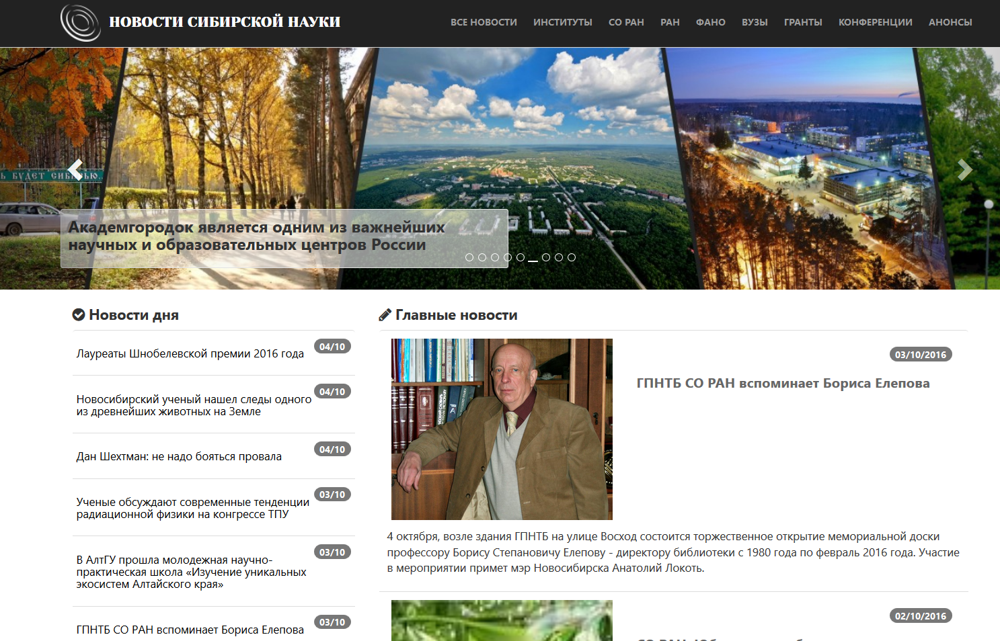 НОВОСТИ СИБИРСКОЙ НАУКИ
ВСЕ НОВОСТИ ИНСТИТУТЫ СО РАН РАН ФАНО ВУЗЫ ГРАНТЫ КОНФЕРЕНЦИИ АНОНСЫ
БУДЕТ
Академгородок является одним из важнейших
научных и образовательных центров России
Новости дня
04/10
Лауреаты Шнобелевской премии 2016 года
04/10
Новосибирский ученый нашел следы одного
из древнейших животных на Земле
04/10
Дан Шехтман: не надо бояться провала
03/10
Ученые обсуждают современные тенденции
радиационной физики на конгрессе ТПУ
03/10
В АлтГУ прошла молодежная научно-
практическая школа «Изучение уникальных
экосистем Алтайского края»
03/10
ГПНТБ СО РАН вспоминает Бориса Елепова
Главные новости
03/10/2016
ГПНТБ СО РАН вспоминает Бориса Елепова
4 октября, возле здания ГПНТБ на улице Восход состоится торжественное открытие мемориальной доски
профессору Борису Степановичу Елепову - директору библиотеки с 1980 года по февраль 2016 года. Участие
в мероприятии примет мэр Новосибирска Анатолий Локоть.
02/10/2016